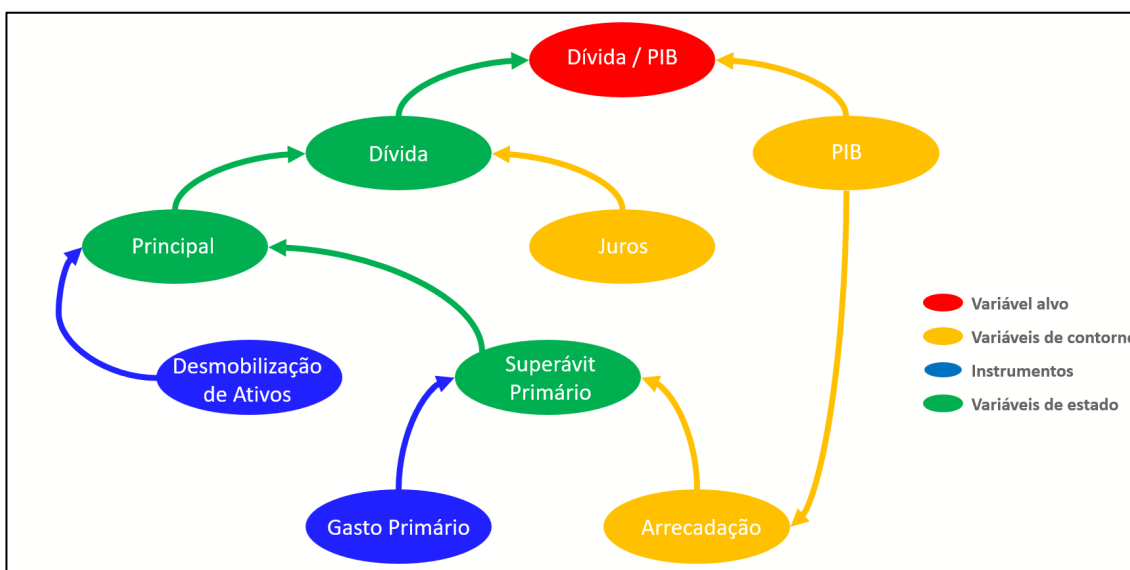 Dívida / PIB
Dívida
PIB
Principal
Juros
Variável alvo
Variáveis de contorno
Instrumentos
Variáveis de estado
Desmobilização
de Ativos
Superávit
Primário
Gasto Primário
Arrecadação